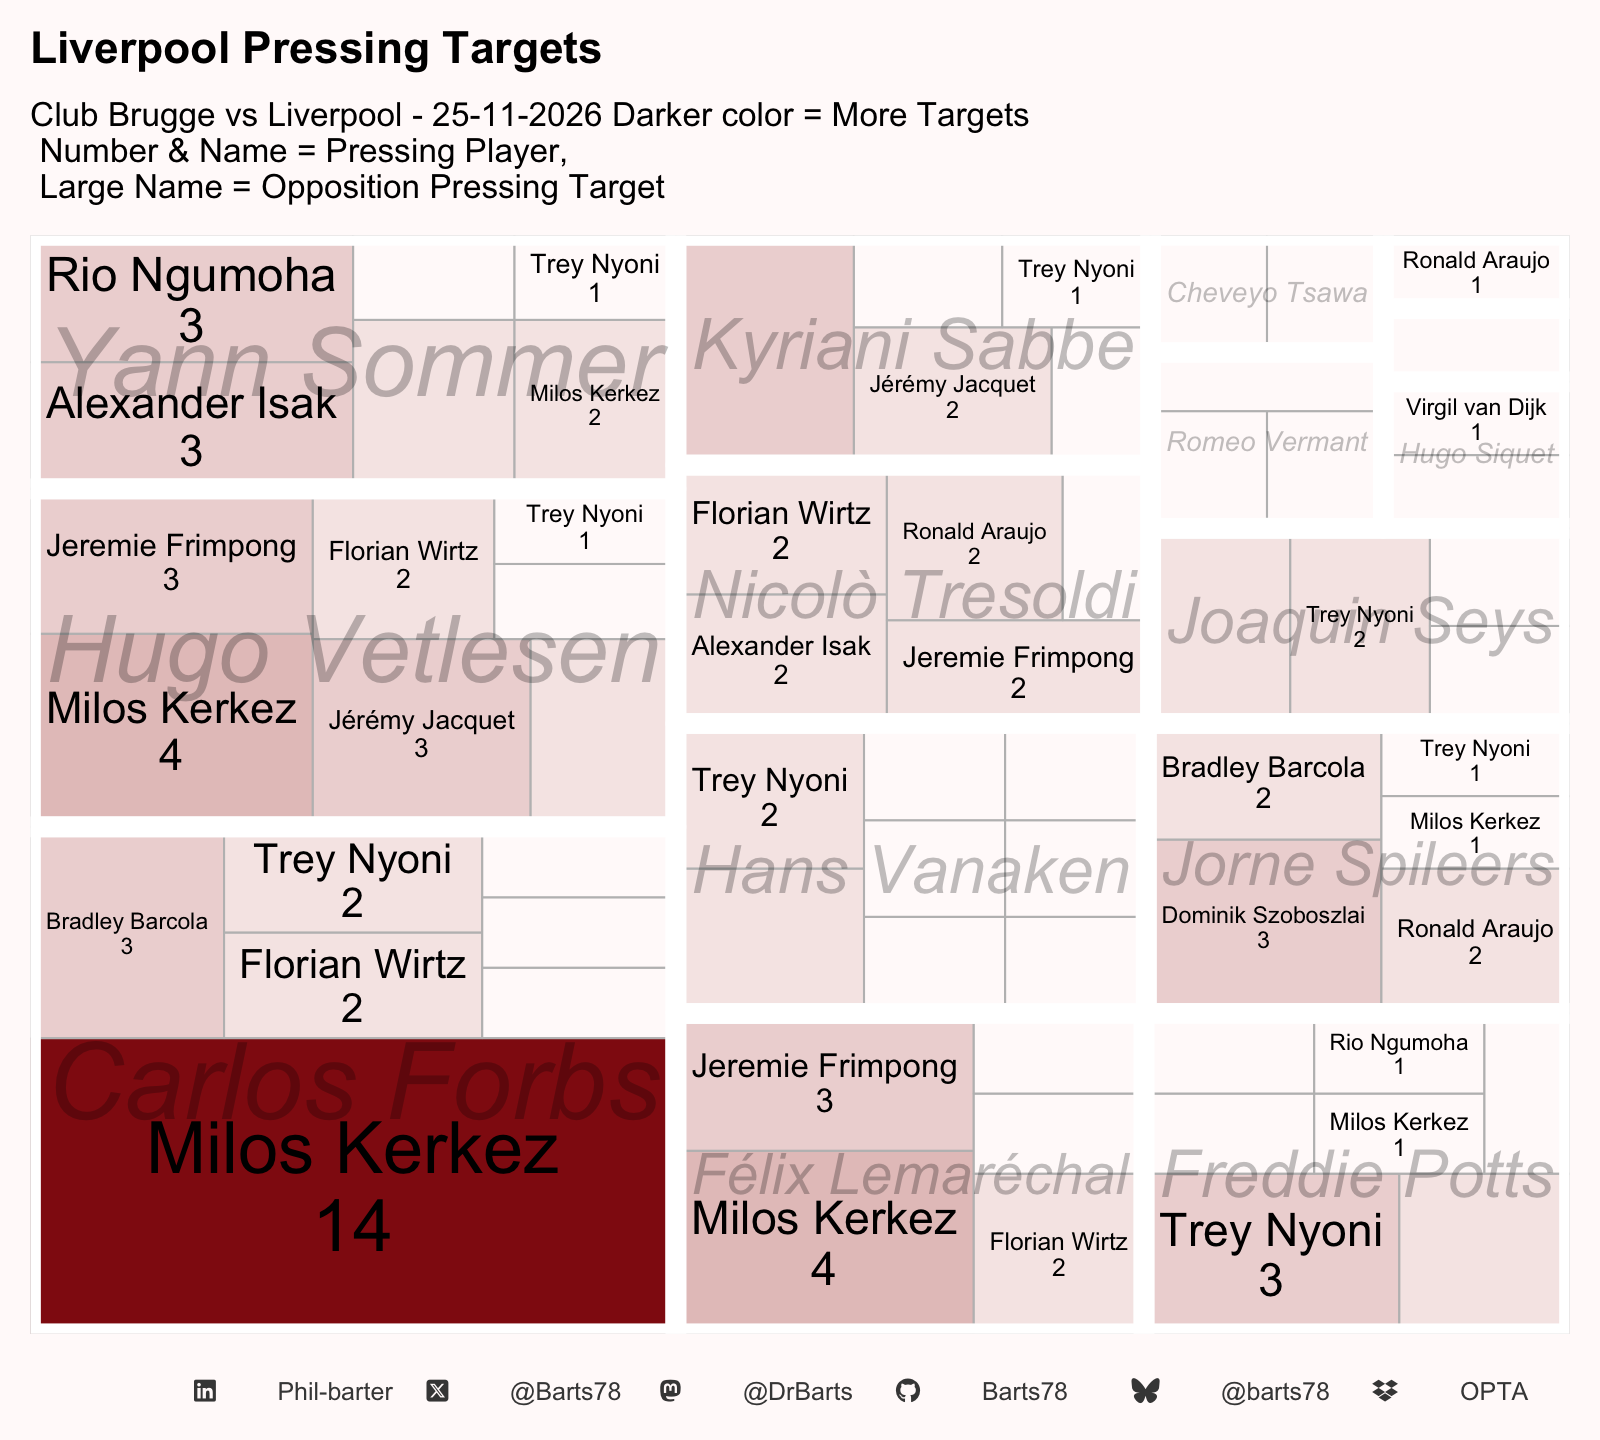 Liverpool Pressing Targets
Club Brugge vs Liverpool - 25-11-2026 Darker color = More Targets
Number & Name = Pressing Player,
Large Name = Opposition Pressing Target
Rio Ngumoha
3
Trey Nyoni
1
Yann Sommer
Alexander Isak
3
Milos Kerkez
2
Jeremie Frimpong
3
Florian Wirtz
2
Trey Nyoni
1
Hugo Vetlesen
Milos Kerkez
4
Jérémy Jacquet
3
Bradley Barcola
3
Trey Nyoni
2
Florian Wirtz
2
Carlos Forbs
Milos Kerkez
14
Trey Nyoni
1
Kyriani Sabbe
Jérémy Jacquet
2
Florian Wirtz
2
Ronald Araujo
2
Nicolò Tresoldi
Alexander Isak
2
Jeremie Frimpong
2
Trey Nyoni
2
Hans Vanaken
Jeremie Frimpong
3
Félix Lemaréchal
Milos Kerkez
4
Florian Wirtz
2
Cheveyo Tsawa
Romeo Vermant
Ronald Araujo
1
Virgil van Dijk
1
Hugo Siquet
Joaquin Seys
Trey Nyoni
2
Bradley Barcola
2
Trey Nyoni
1
Milos Kerkez
1
Jorne Spileers
Dominik Szoboszlai
3
Ronald Araujo
2
Rio Ngumoha
1
Milos Kerkez
1
Freddie Potts
Trey Nyoni
3
Phil-barter @Barts78 @DrBarts Barts78 @barts78 OPTA